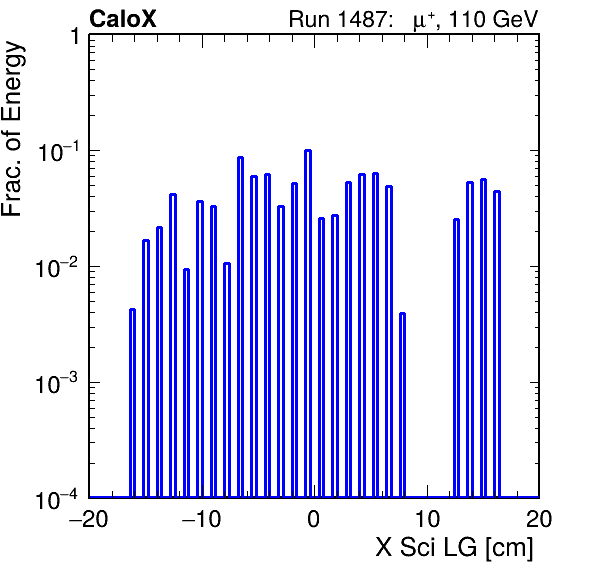 CaloX Run 1487: μ⁺, 110 GeV
Frac. of Energy
1
10⁻¹
10⁻²
10⁻³
10⁻⁴
−20 −10 0 10 20
X Sci LG [cm]